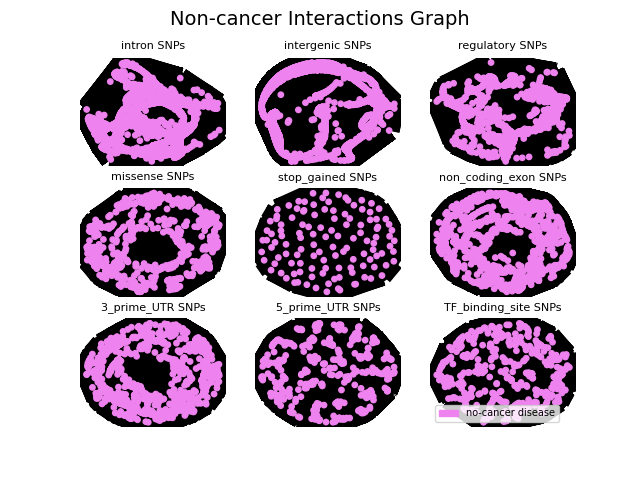 Non-cancer Interactions Graph
intron SNPs
intergenic SNPs
regulatory SNPs
missense SNPs
stop_gained SNPs
non_coding_exon SNPs
3_prime_UTR SNPs
5_prime_UTR SNPs
TF_binding_site SNPs
no-cancer disease